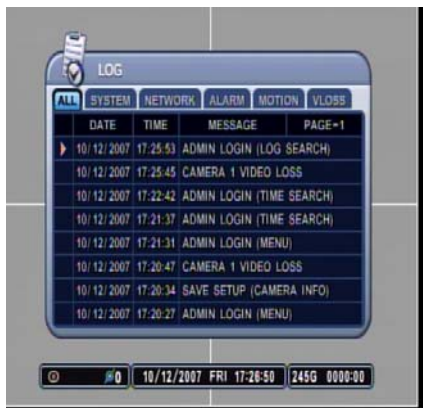 LOG
ALL SYSTEM NETWORK ALARM MOTION VLOSS
DATE TIME MESSAGE PAGE=1
10/12/2007 17:25:53 ADMIN LOGIN (LOG SEARCH)
10/12/2007 17:25:45 CAMERA 1 VIDEO LOSS
10/12/2007 17:22:42 ADMIN LOGIN (TIME SEARCH)
10/12/2007 17:21:37 ADMIN LOGIN (TIME SEARCH)
10/12/2007 17:21:31 ADMIN LOGIN (MENU)
10/12/2007 17:20:47 CAMERA 1 VIDEO LOSS
10/12/2007 17:20:34 SAVE SETUP (CAMERA INFO)
10/12/2007 17:20:27 ADMIN LOGIN (MENU)
0 10/12/2007 FRI 17:26:50 245G 0000:00